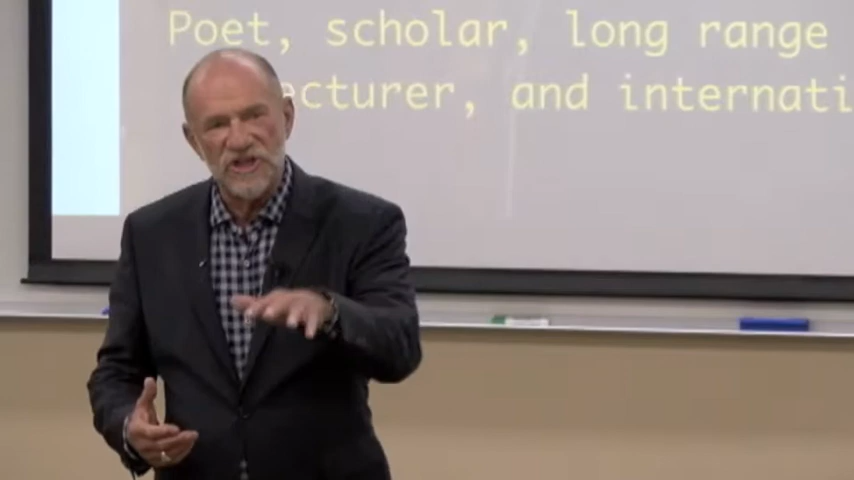 Poet, scholar, long range
ecturer, and internati